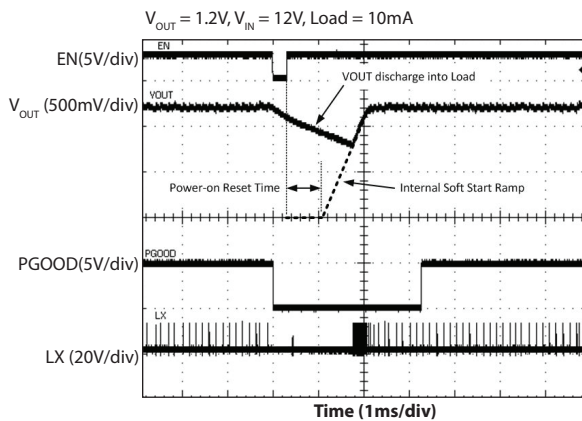 V_OUT = 1.2V, V_IN = 12V, Load = 10mA
EN
EN(5V/div)
VOUT discharge into Load
VOUT
V_OUT (500mV/div)
Power-on Reset Time
Internal Soft Start Ramp
PGOOD
PGOOD(5V/div)
LX
LX (20V/div)
Time (1ms/div)